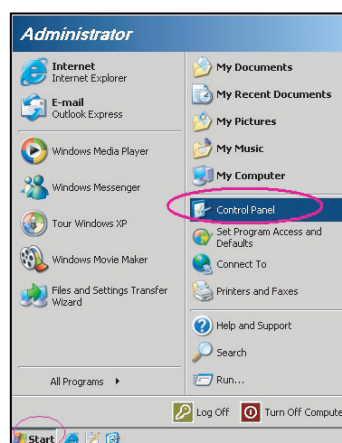 Administrator
Internet
Internet Explorer
E-mail
Outlook Express
Windows Media Player
Windows Messenger
Tour Windows XP
Windows Movie Maker
Files and Settings Transfer
Wizard
All Programs
My Documents
My Recent Documents
My Pictures
My Music
My Computer
Control Panel
Set Program Access and
Defaults
Connect To
Printers and Faxes
Help and Support
Search
Run...
Log Off
Turn Off Compute
Start